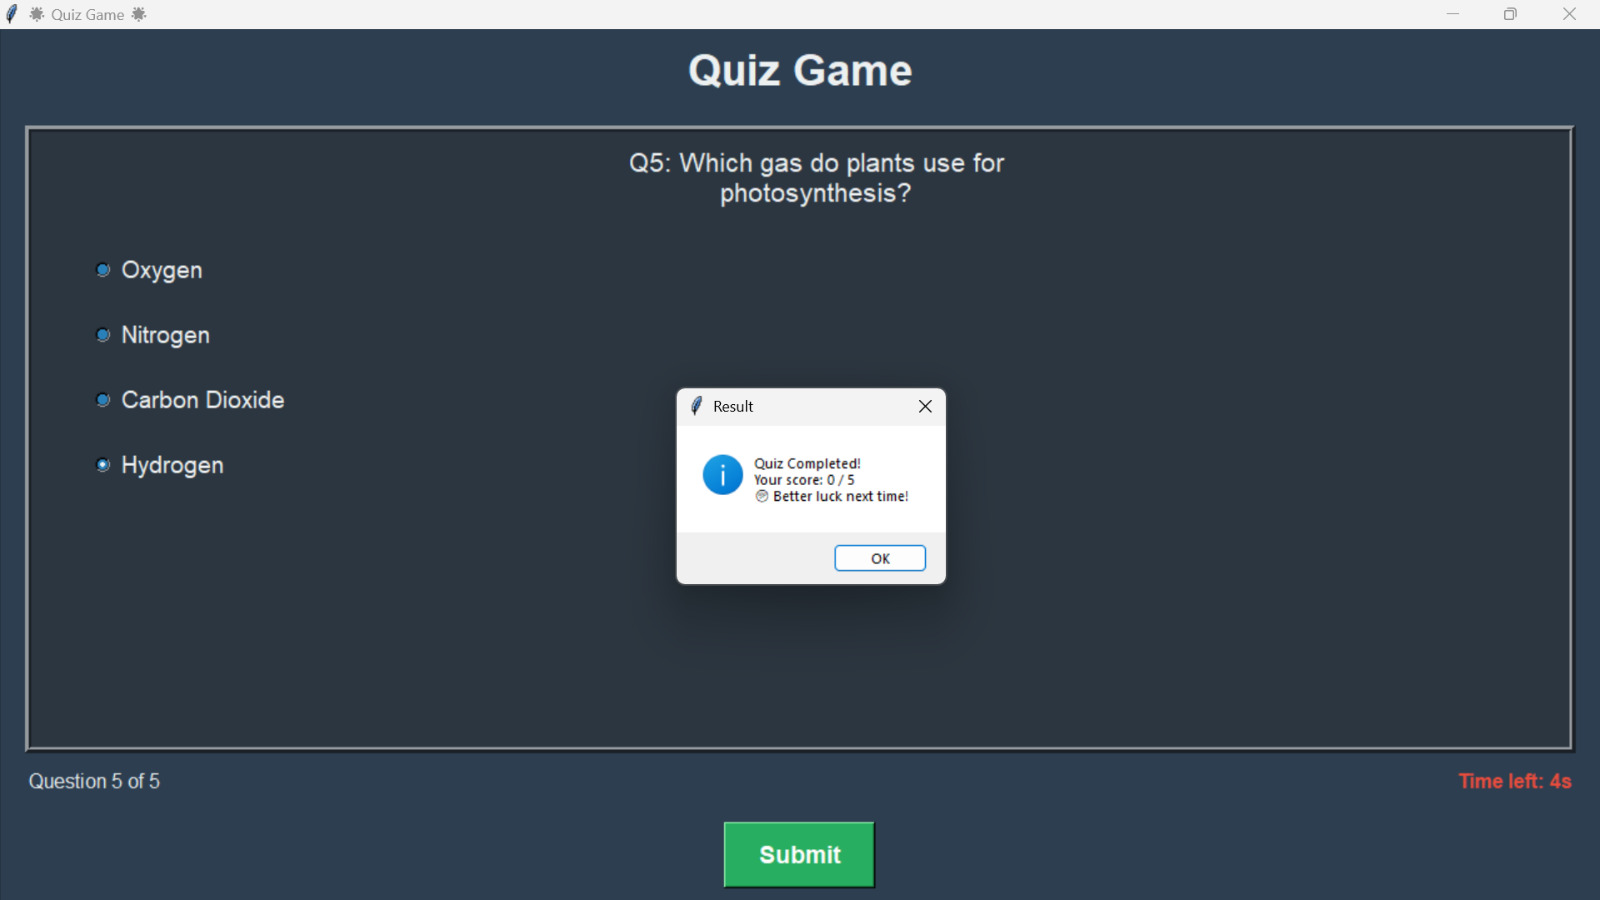 Quiz Game
Quiz Game
Q5: Which gas do plants use for
photosynthesis?
Oxygen
Nitrogen
Carbon Dioxide
Hydrogen
Result
Quiz Completed!
Your score: 0 / 5
Better luck next time!
OK
Question 5 of 5
Time left: 4s
Submit